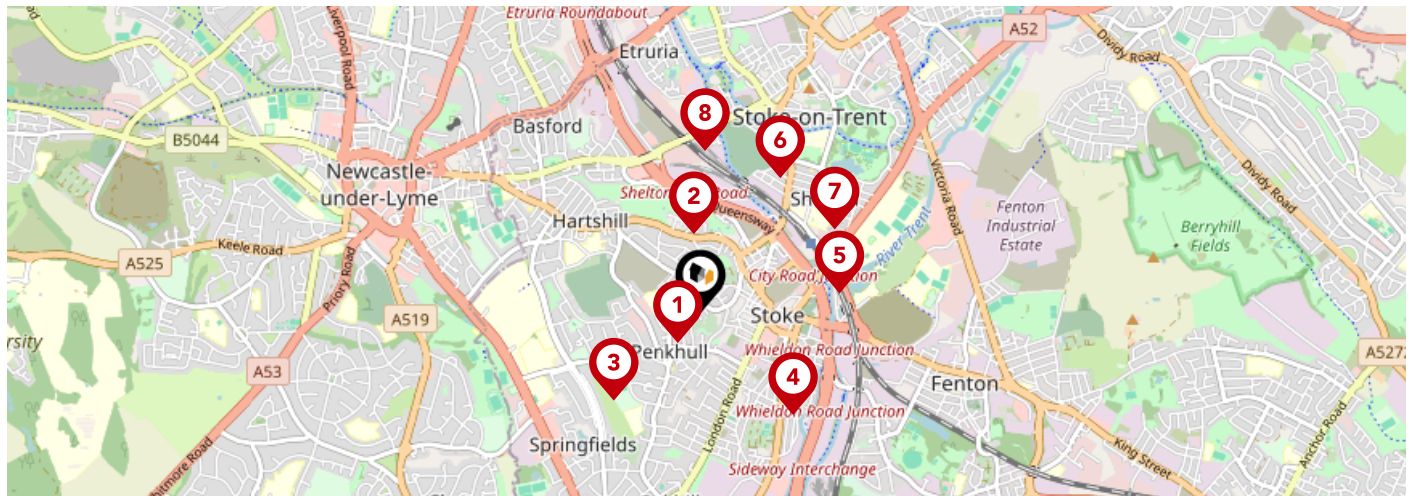 Etruria Roundabout
A52
Liverpool Road
Dividy Road
Etruria
8
Stoke-on-Trent
Basford
B5044
6
Newcastle-
under-Lyme
Victoria Road
Dividy Road
7
2
Queensway
Hartshill
Fenton
Industrial
Estate
Berryhill
Fields
River Trent
Keele Road
A525
5
City Road Junction
Priory Road
1
Stoke
A519
Penkhull
Whieldon Road Junction
A5272
3
A53
4
Fenton
London Road
Whieldon Road Junction
Anchor Road
Springfields
King Street
Sideway Interchange